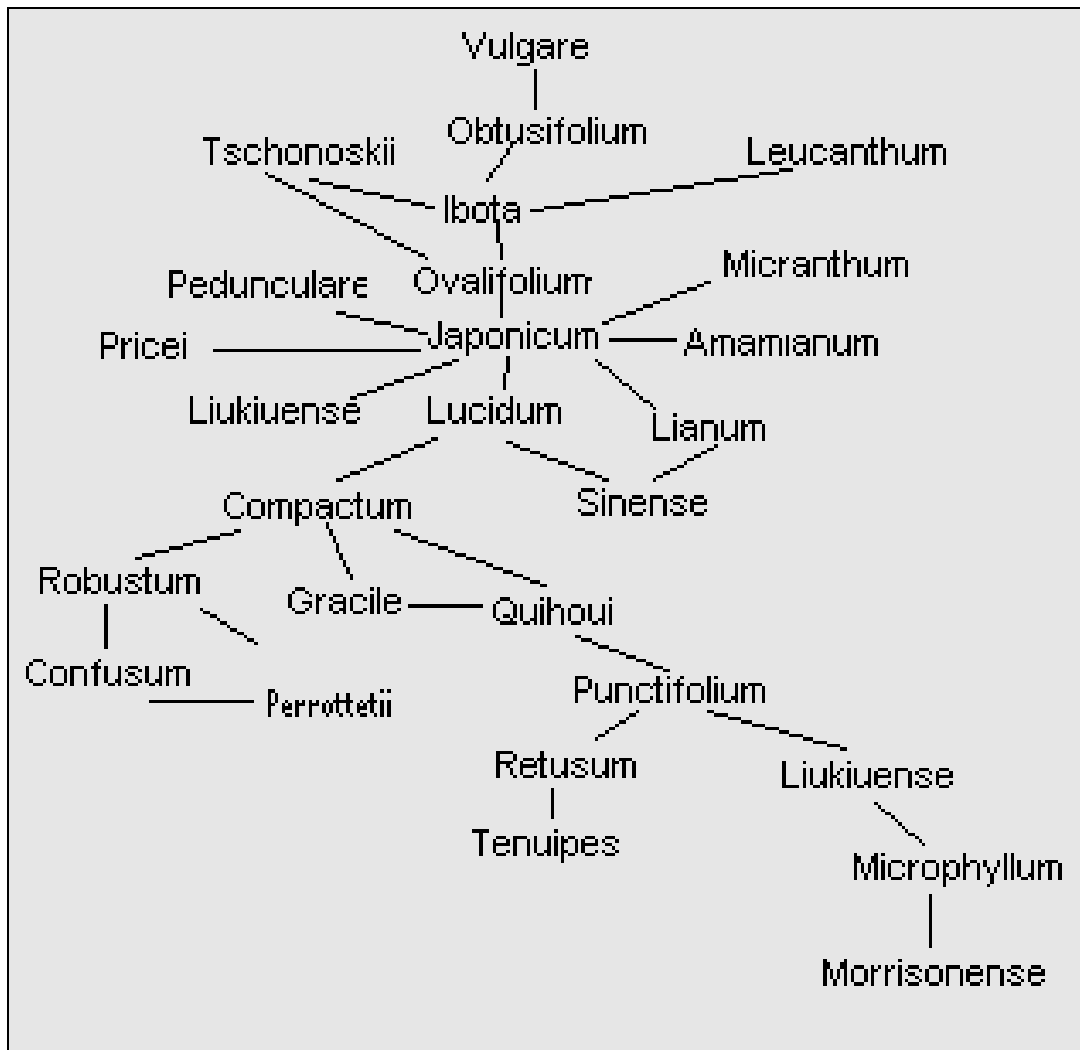 Vulgare
Obtusifolium
Tschonoskii
Leucanthum
Ibota
Micranthum
Pedunculare
Ovalifolium
Japonicum
Pricei
Amamianum
Liukiuense
Lucidum
Lianum
Compactum
Sinense
Robustum
Gracile
Quihoui
Confusum
Perrottetii
Punctifolium
Retusum
Liukiuense
Tenuipes
Microphyllum
Morrisonense